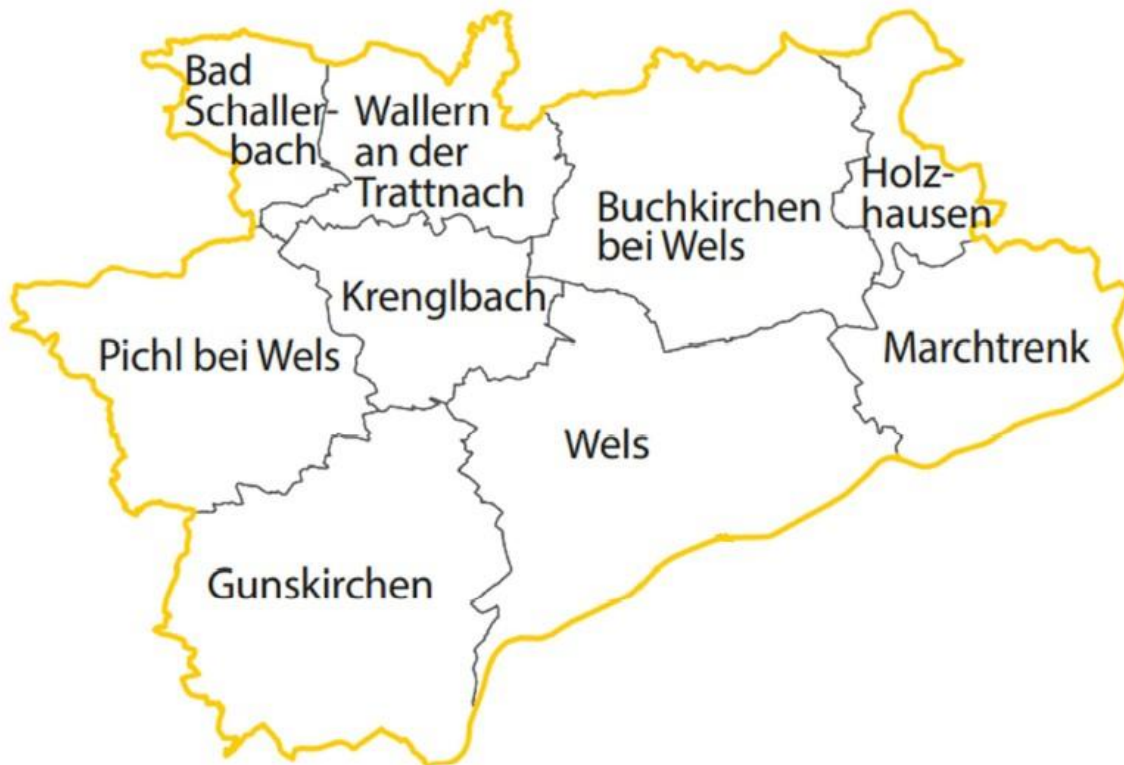 Bad
Schaller-
bach
Wallern
an der
Trattnach
Buchkirchen
bei Wels
Holz-
hausen
Krenglbach
Pichl bei Wels
Marchtrenk
Wels
Gunskirchen